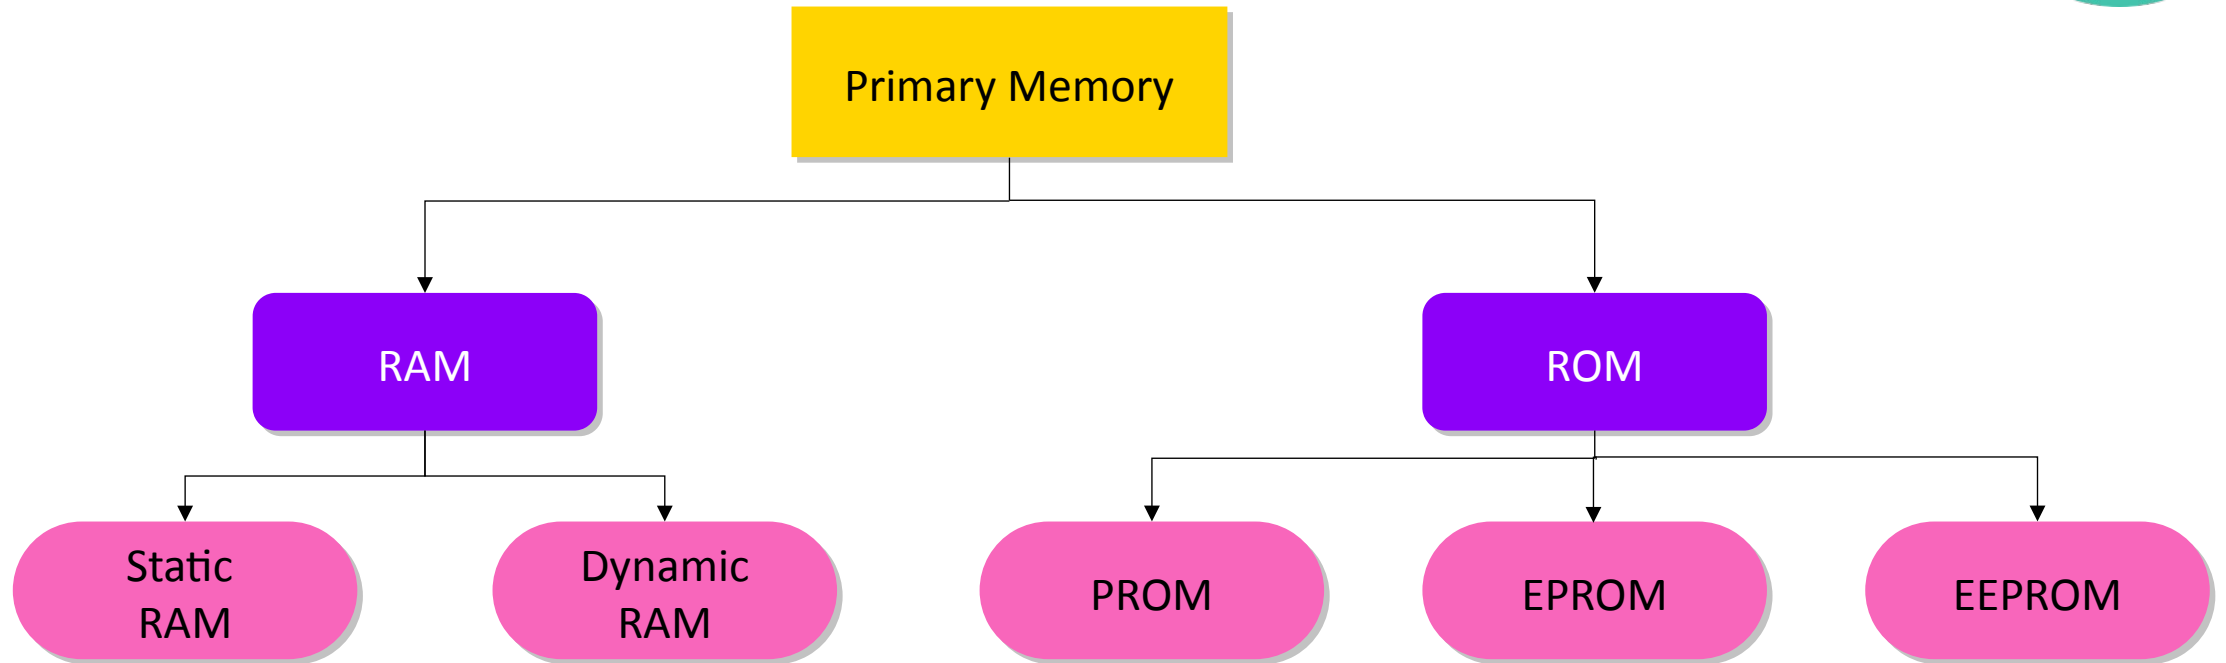 Primary Memory
RAM
ROM
Static
RAM
Dynamic
RAM
PROM
EPROM
EEPROM